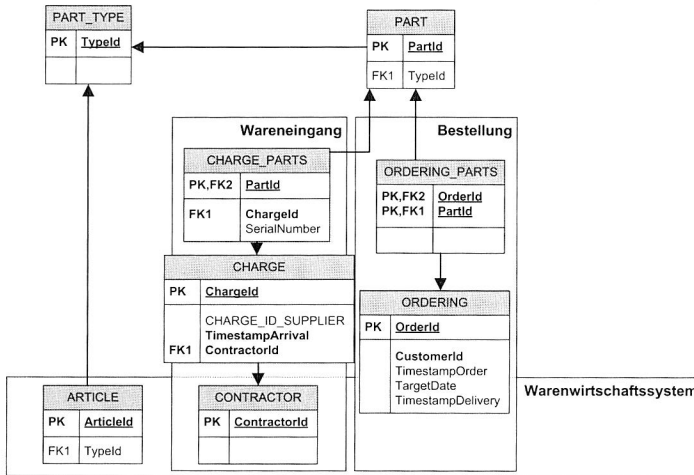 PART_TYPE
PK TypeId
PART
PK PartId
FK1 TypeId
Wareneingang
Bestellung
CHARGE_PARTS
PK,FK2 PartId
FK1 ChargeId
SerialNumber
ORDERING_PARTS
PK,FK2 OrderId
PK,FK1 PartId
CHARGE
PK ChargeId
CHARGE_ID_SUPPLIER
TimestampArrival
FK1 ContractorId
ORDERING
PK OrderId
CustomerId
TimestampOrder
TargetDate
TimestampDelivery
Warenwirtschaftssystem
ARTICLE
PK ArticleId
FK1 TypeId
CONTRACTOR
PK ContractorId